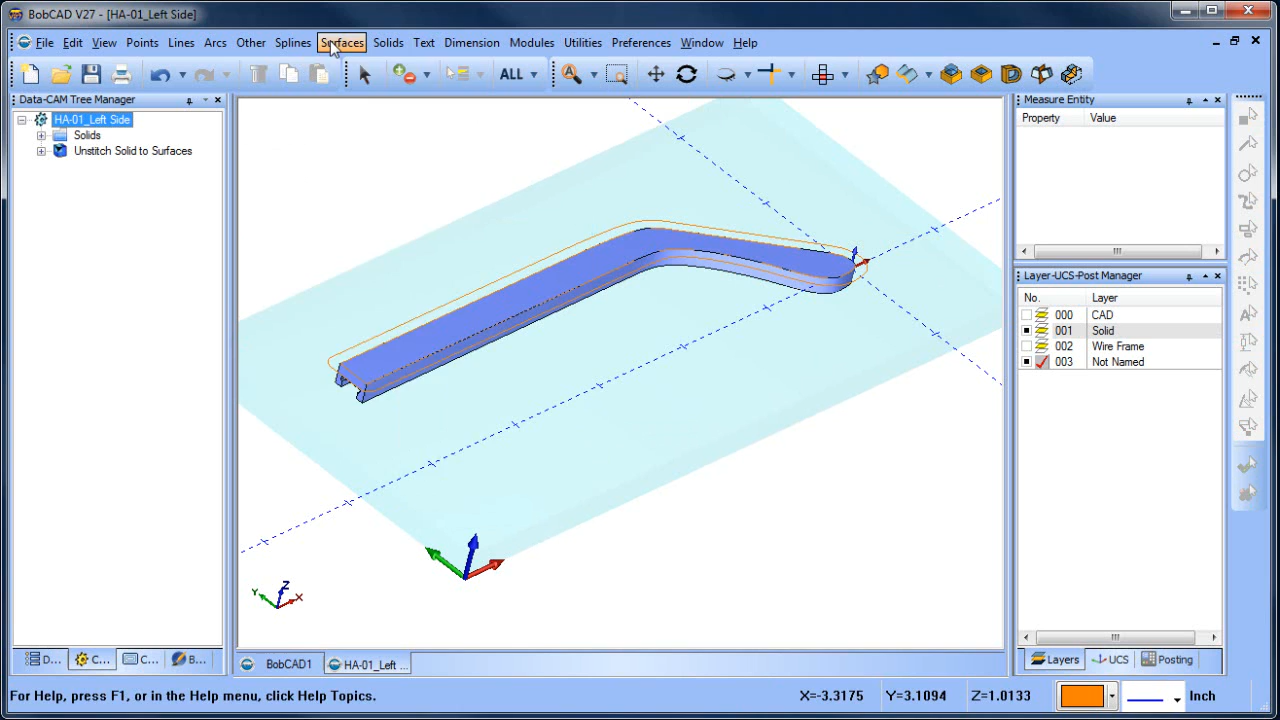 BobCAD V27 - [HA-01_Left Side]
File Edit View Points Lines Arcs Other Splines Surfaces Solids Text Dimension Modules Utilities Preferences Window Help
ALL
Data-CAM Tree Manager
HA-01_Left Side
Solids
Unstitch Solid to Surfaces
Measure Entity
Property Value
Layer-UCS-Post Manager
No. Layer
000 CAD
001 Solid
002 Wire Frame
003 Not Named
Z
Y
X
D... C... C... B...
BobCAD1 HA-01_Left ...
Layers UCS Posting
For Help, press F1, or in the Help menu, click Help Topics. X=-3.3175 Y=3.1094 Z=1.0133 Inch